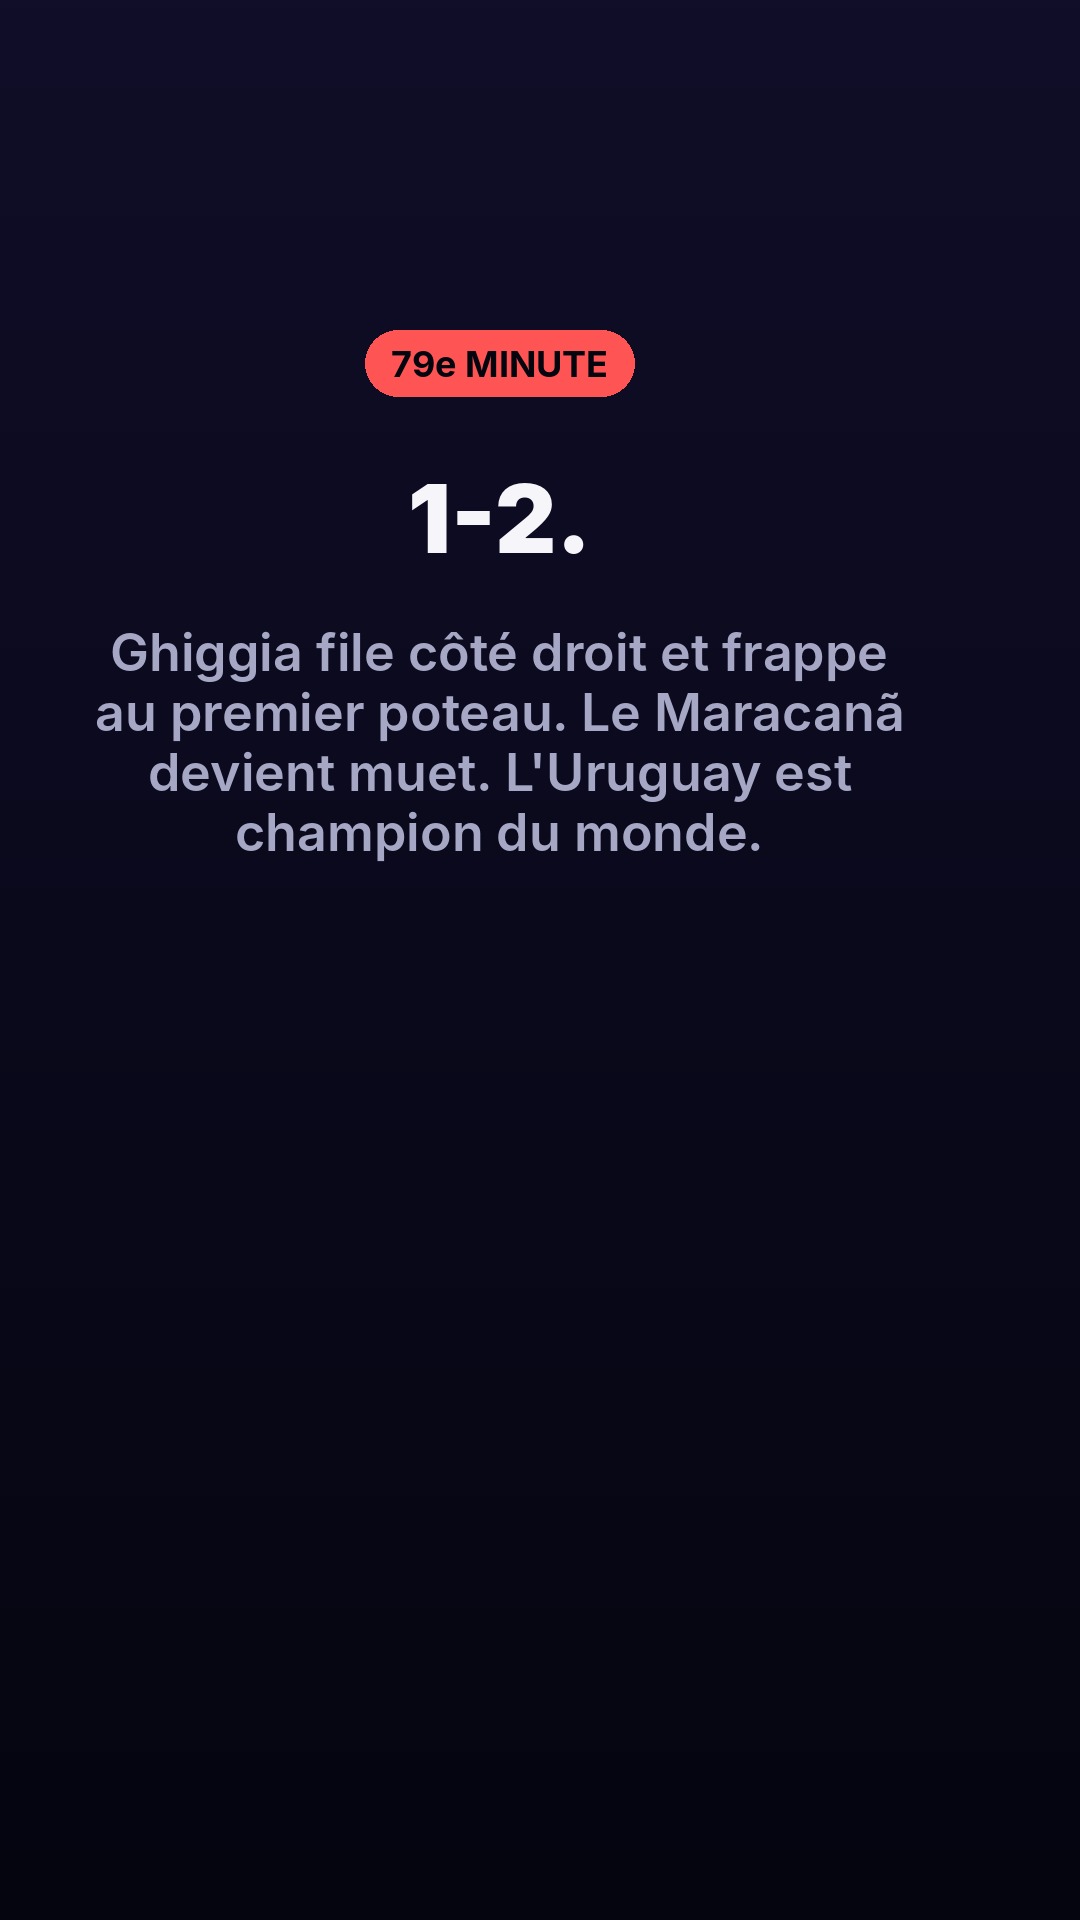 79e MINUTE
1-2.
Ghiggia file côté droit et frappe
au premier poteau. Le Maracanã
devient muet. L'Uruguay est
champion du monde.